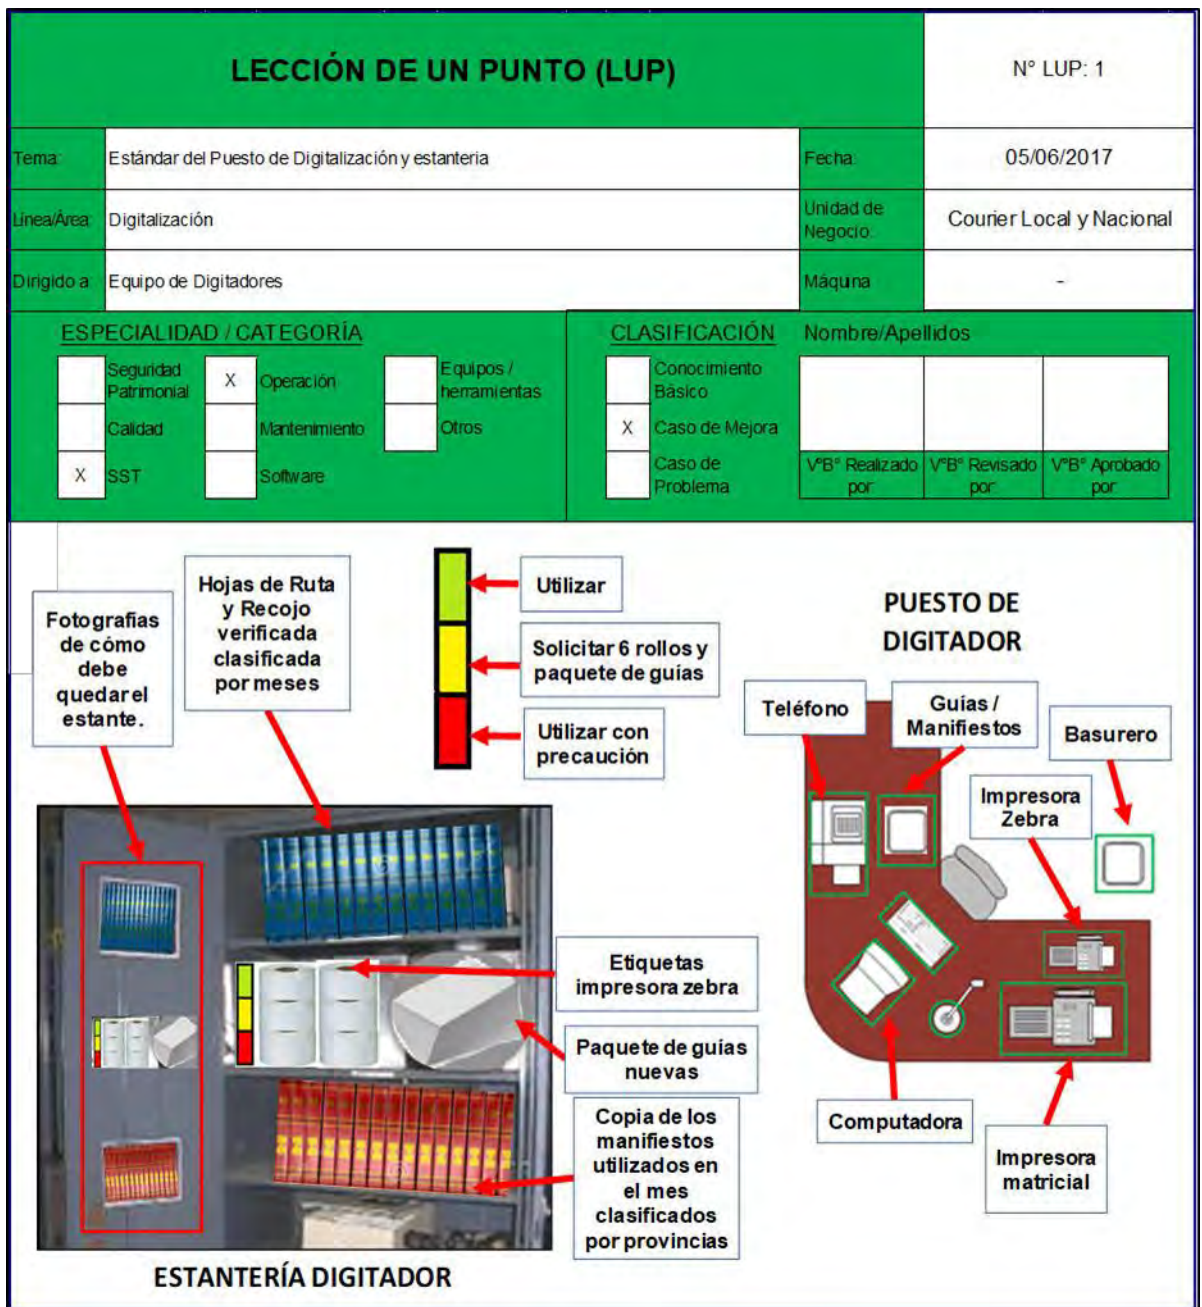 LECCIÓN DE UN PUNTO (LUP)
N° LUP: 1
Tema:
Estándar del Puesto de Digitalización y estanteria
Fecha:
05/06/2017
Línea/Área:
Digitalización
Unidad de
Negocio:
Courier Local y Nacional
Dirigido a:
Equipo de Digitadores
Máquina
-
ESPECIALIDAD / CATEGORÍA
Seguridad
Patrimonial
X
Operación
Equipos /
herramientas
Calidad
Mantenimiento
Otros
X
SST
Software
CLASIFICACIÓN
Nombre/Apellidos
Conocimiento
Básico
X
Caso de Mejora
Caso de
Problema
V°B° Realizado
por:
V°B° Revisado
por:
V°B° Aprobado
por:
Fotografías
de cómo
debe
quedar el
estante.
Hojas de Ruta
y Recojo
verificada
clasificada
por meses
Utilizar
Solicitar 6 rollos y
paquete de guías
Utilizar con
precaución
PUESTO DE
DIGITADOR
Teléfono
Guías /
Manifiestos
Basurero
Impresora
Zebra
Etiquetas
impresora zebra
Paquete de guías
nuevas
Copia de los
manifiestos
utilizados en
el mes
clasificados
por provincias
Computadora
Impresora
matricial
ESTANTERÍA DIGITADOR